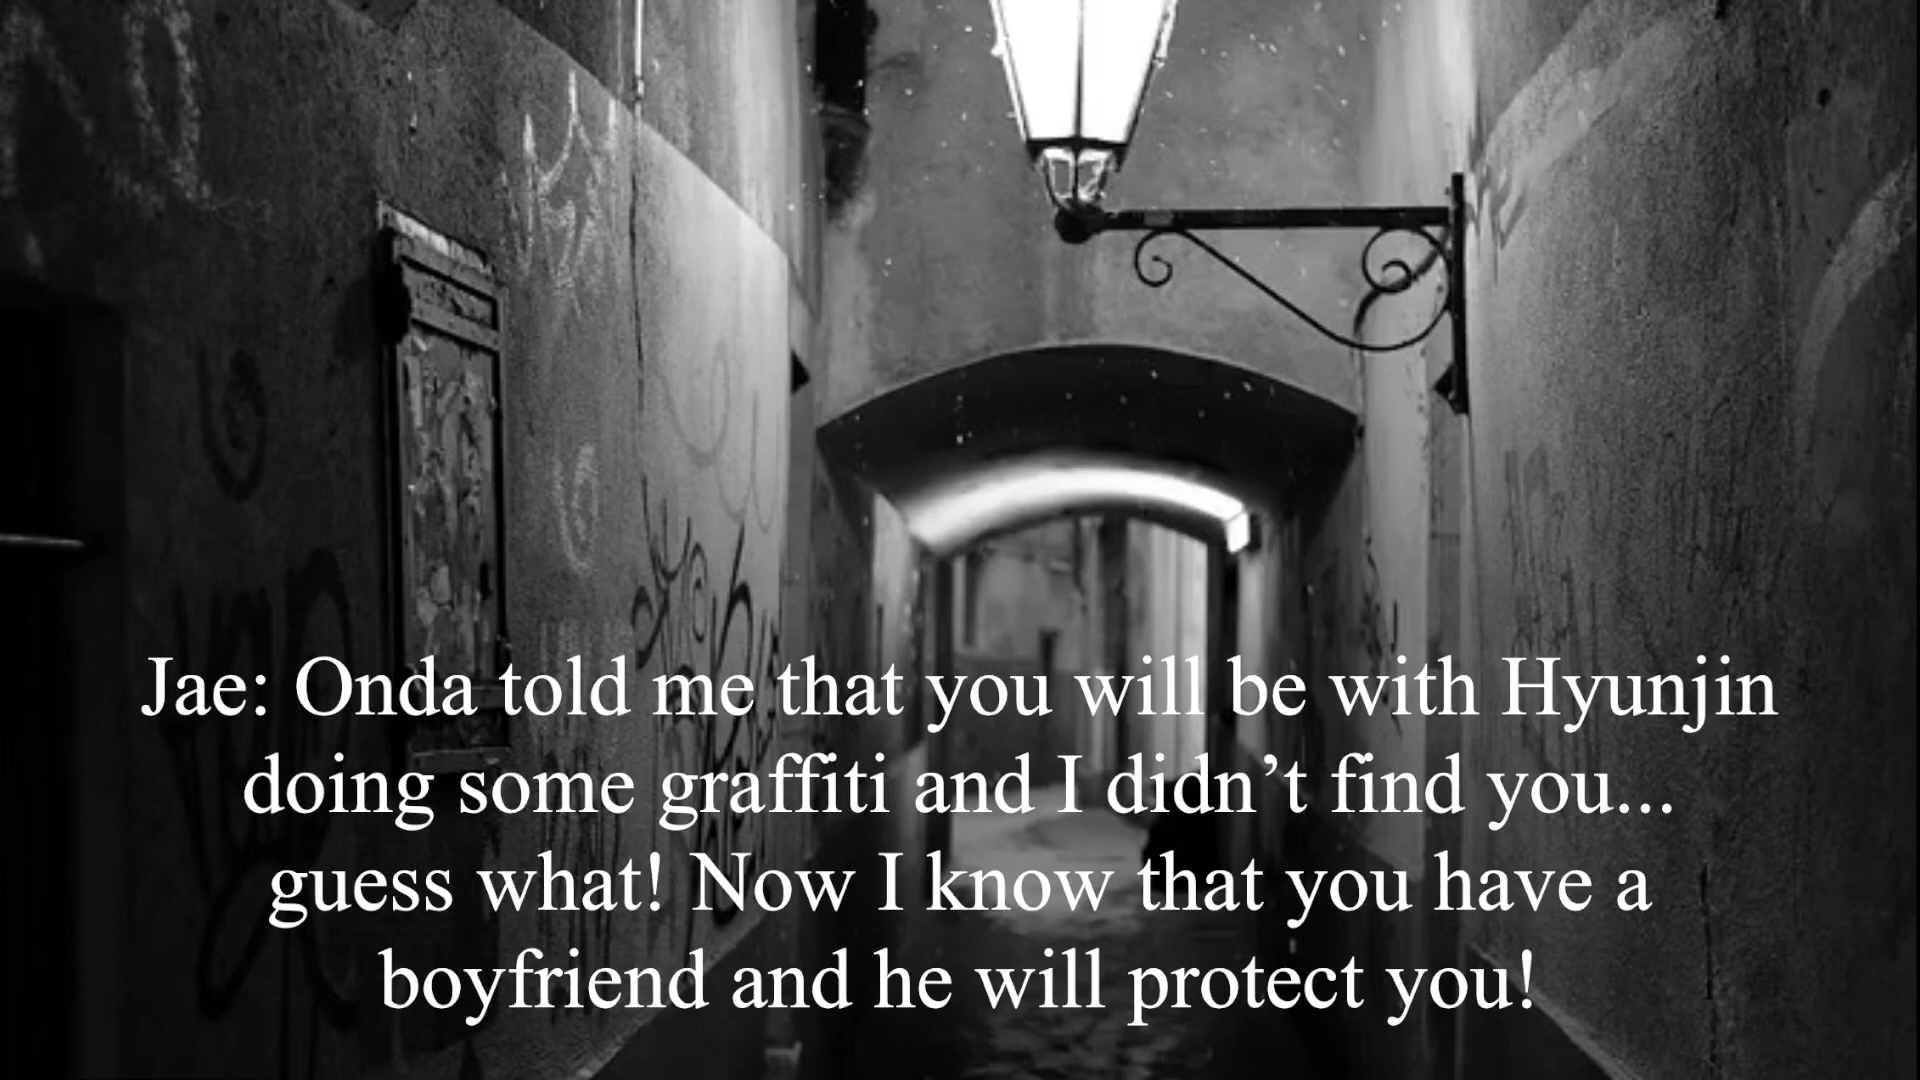 Jae: Onda told me that you will be with Hyunjin
doing some graffiti and I didn’t find you...
guess what! Now I know that you have a
boyfriend and he will protect you!